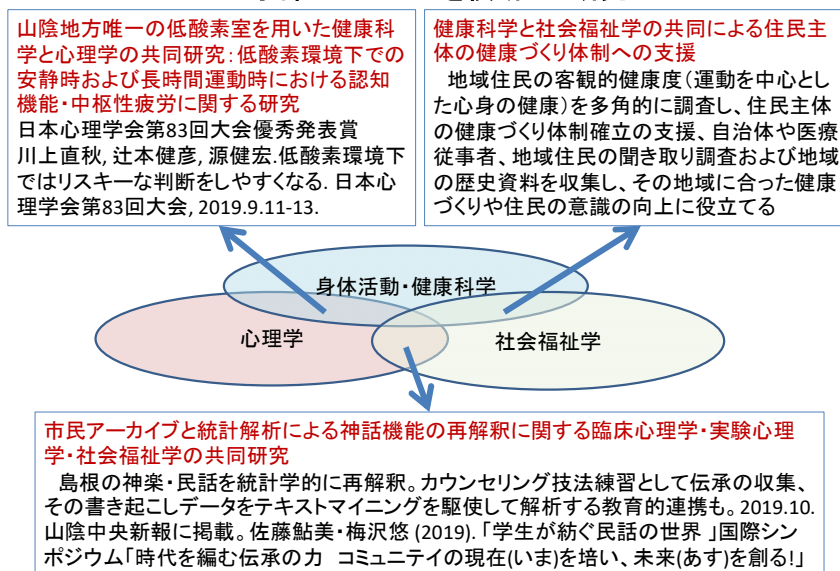 山陰地方唯一の低酸素室を用いた健康科
学と心理学の共同研究：低酸素環境下での
安静時および長時間運動時における認知
機能・中枢性疲労に関する研究
日本心理学会第83回大会優秀発表賞
川上直秋, 辻本健彦, 源健宏.低酸素環境下
ではリスキーな判断をしやすくなる. 日本心
理学会第83回大会, 2019.9.11-13.
健康科学と社会福祉学の共同による住民主
体の健康づくり体制への支援
地域住民の客観的健康度（運動を中心とし
た心身の健康）を多角的に調査し、住民主体
の健康づくり体制確立の支援、自治体や医療
従事者、地域住民の聞き取り調査および地域
の歴史資料を収集し、その地域に合った健康
づくりや住民の意識の向上に役立てる
身体活動・健康科学
心理学
社会福祉学
市民アーカイブと統計解析による神話機能の再解釈に関する臨床心理学・実験心理
学・社会福祉学の共同研究
島根の神楽・民話を統計学的に再解釈。カウンセリング技法練習として伝承の収集、
その書き起こしデータをテキストマイニングを駆使して解析する教育的連携も。2019.10.
山陰中央新報に掲載。佐藤鮎美・梅沢悠 (2019). 「学生が紡ぐ民話の世界 」国際シン
ポジウム「時代を編む伝承の力　コミュニテイの現在(いま)を培い、未来(あす)を創る!」